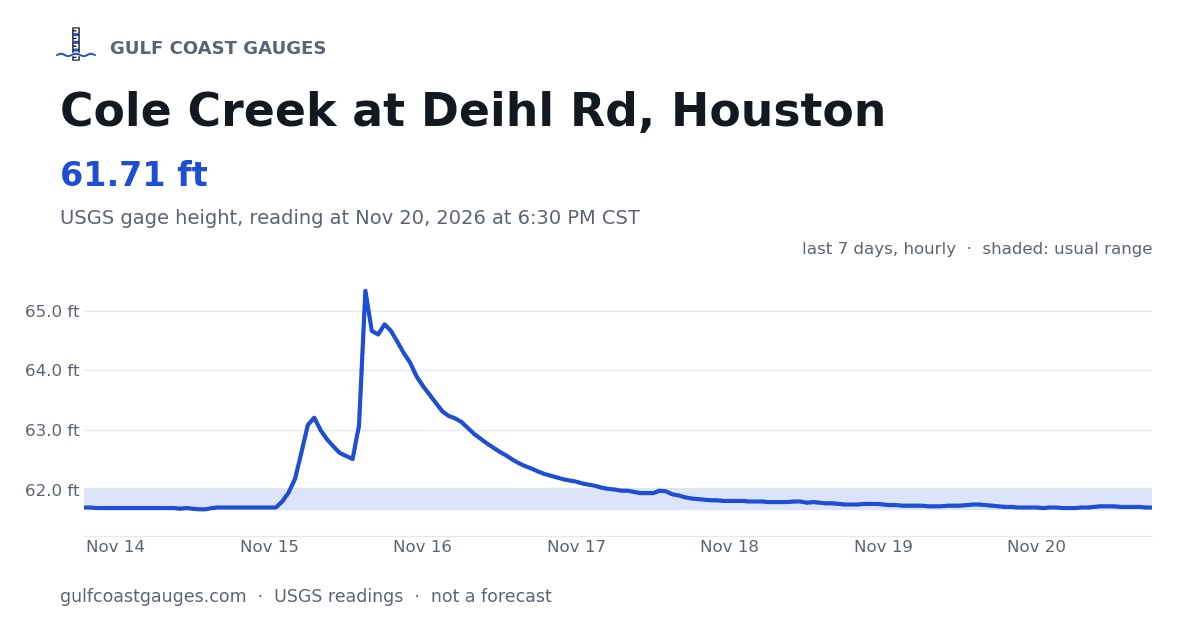 GULF COAST GAUGES
Cole Creek at Deihl Rd, Houston
61.71 ft
USGS gage height, reading at Nov 20, 2026 at 6:30 PM CST
last 7 days, hourly · shaded: usual range
65.0 ft
64.0 ft
63.0 ft
62.0 ft
Nov 14 Nov 15 Nov 16 Nov 17 Nov 18 Nov 19 Nov 20
gulfcoastgauges.com · USGS readings · not a forecast